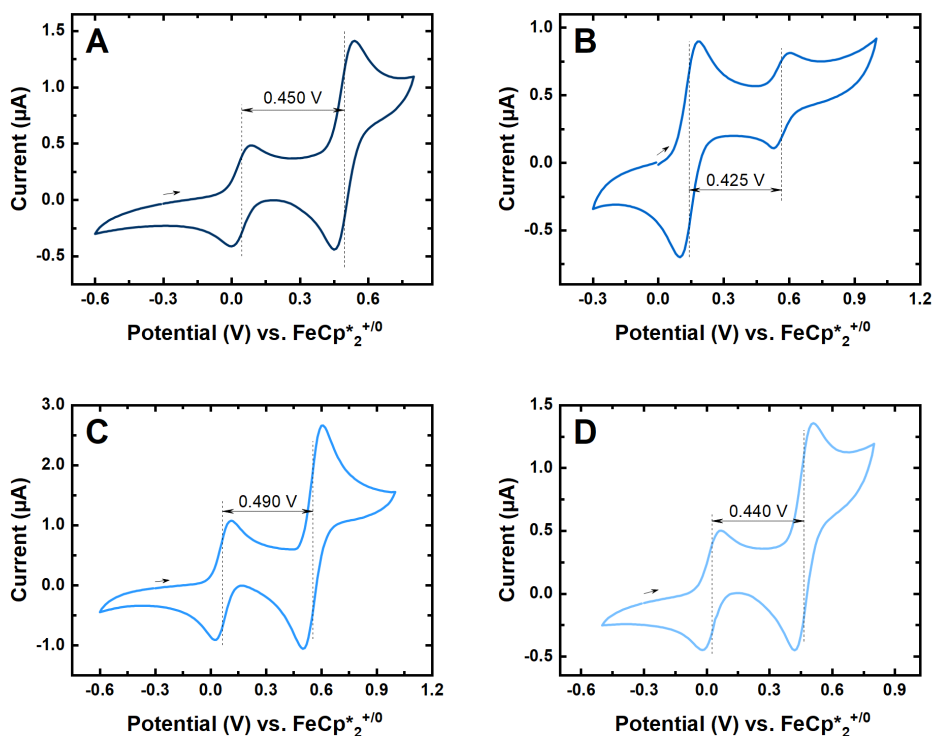 A
Current (μA)
1.5
1.0
0.5
0.0
-0.5
0.450 V
-0.6 -0.3 0.0 0.3 0.6
Potential (V) vs. FeCp*₂⁺ᐟ⁰
B
Current (μA)
1.0
0.5
0.0
-0.5
0.425 V
-0.3 0.0 0.3 0.6 0.9 1.2
Potential (V) vs. FeCp*₂⁺ᐟ⁰
C
Current (μA)
3.0
2.0
1.0
0.0
-1.0
0.490 V
-0.6 -0.3 0.0 0.3 0.6 0.9 1.2
Potential (V) vs. FeCp*₂⁺ᐟ⁰
D
Current (μA)
1.5
1.0
0.5
0.0
-0.5
0.440 V
-0.6 -0.3 0.0 0.3 0.6 0.9
Potential (V) vs. FeCp*₂⁺ᐟ⁰